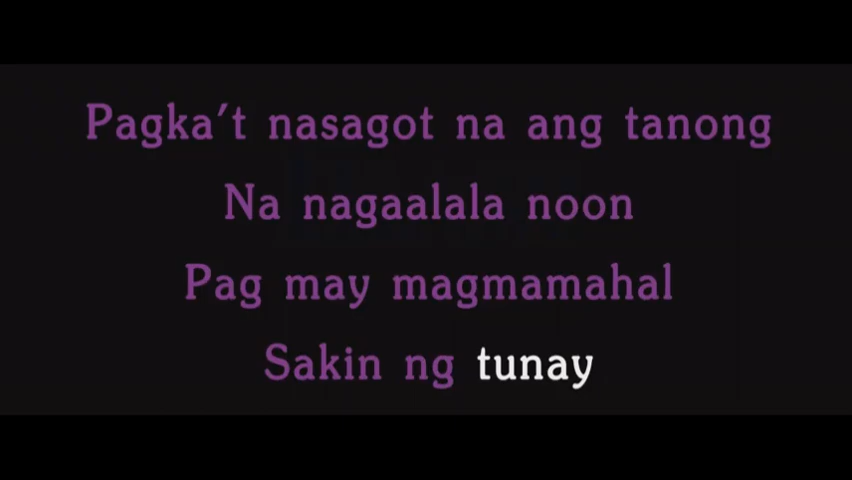 Pagka't nasagot na ang tanong
Na nagaalala noon
Pag may magmamahal
Sakin ng tunay